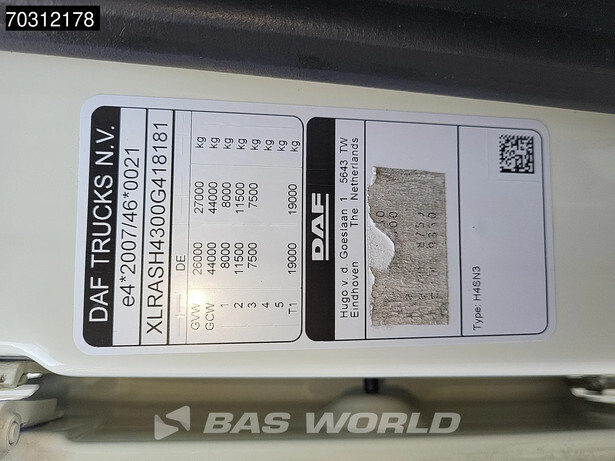 70312178
DAF TRUCKS N.V.
e4*2007/46*0021
XLRASH4300G418181
DE
GVW 26000 27000 kg
GCW 44000 44000 kg
1 8000 8000 kg
2 11500 11500 kg
3 7500 7500 kg
4 kg
5 kg
T1 19000 19000 kg
DAF
Hugo v. d. Goeslaan 1 5643 TW
Eindhoven The Netherlands
Type: H4SN3
BAS WORLD